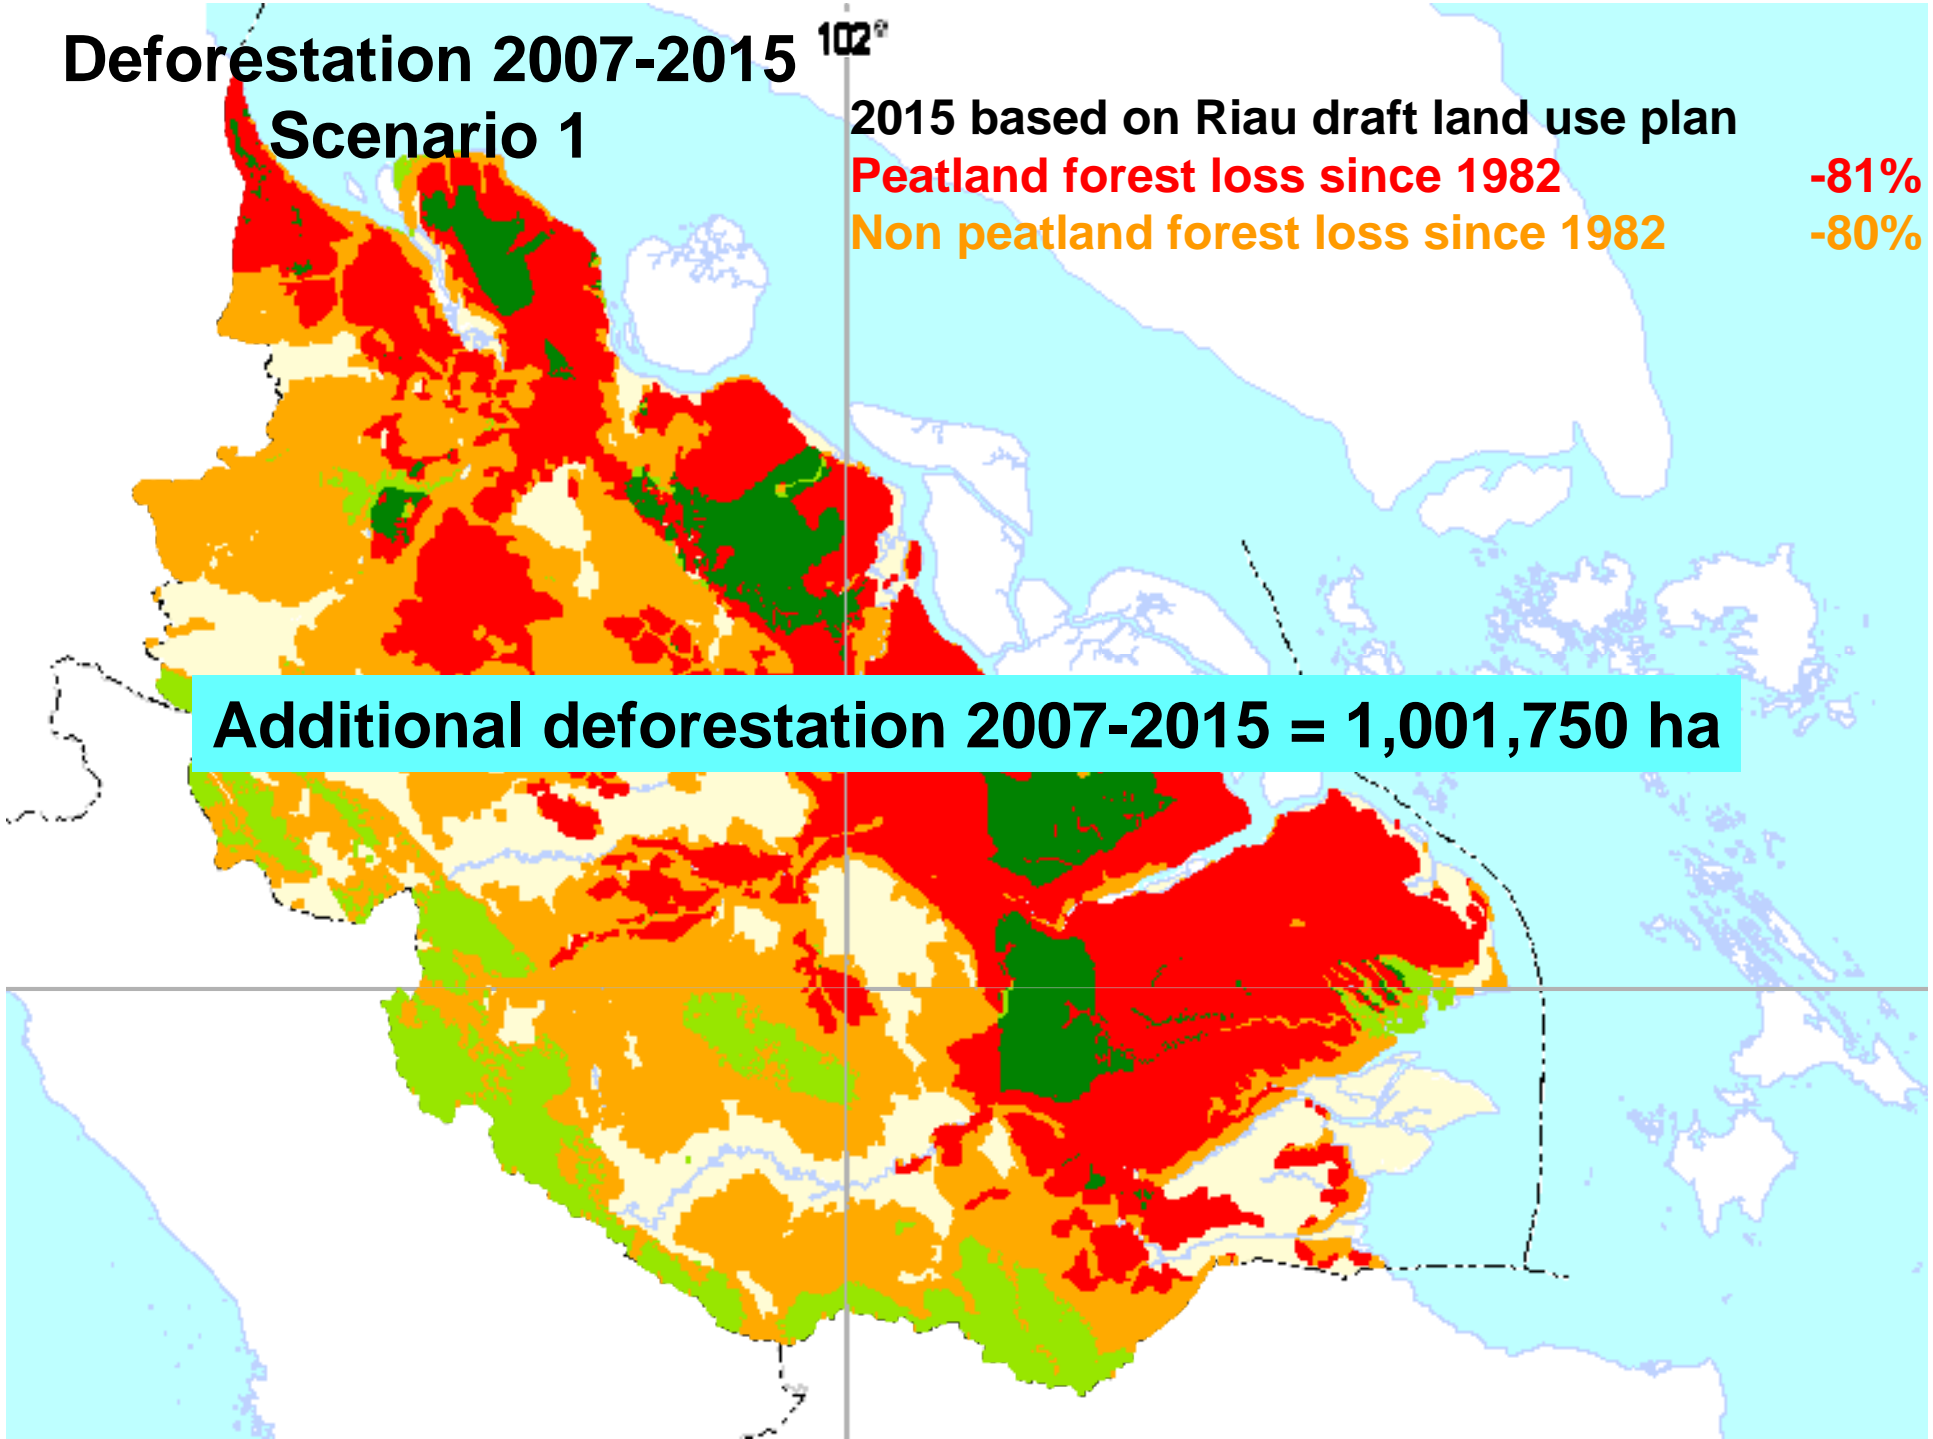 Deforestation 2007-2015
Scenario 1
102°
2015 based on Riau draft land use plan
Peatland forest loss since 1982 -81%
Non peatland forest loss since 1982 -80%
Additional deforestation 2007-2015 = 1,001,750 ha